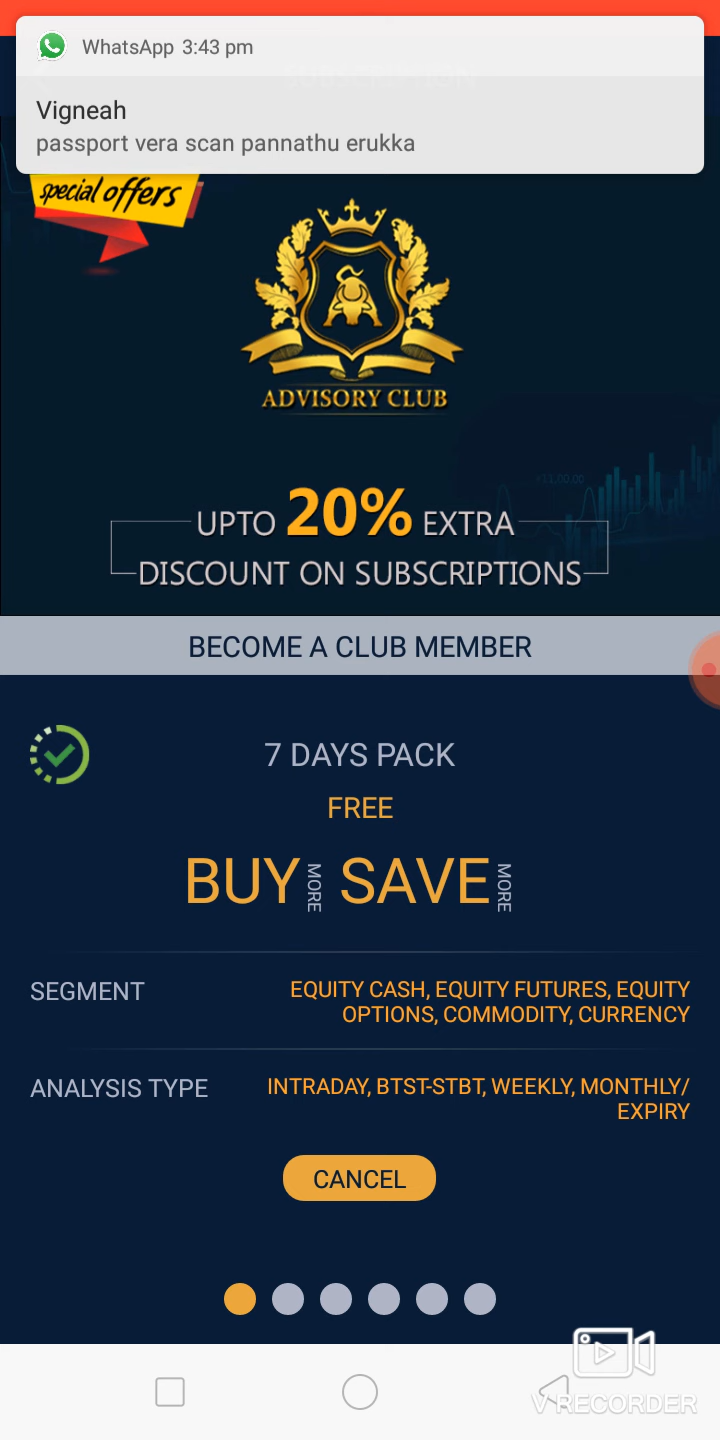 WhatsApp 3:43 pm
Vigneah
passport vera scan pannathu erukka
special offers
ADVISORY CLUB
UPTO 20% EXTRA
DISCOUNT ON SUBSCRIPTIONS
BECOME A CLUB MEMBER
7 DAYS PACK
FREE
BUY MORE SAVE MORE
SEGMENT
EQUITY CASH, EQUITY FUTURES, EQUITY
OPTIONS, COMMODITY, CURRENCY
ANALYSIS TYPE
INTRADAY, BTST-STBT, WEEKLY, MONTHLY/
EXPIRY
CANCEL
V RECORDER